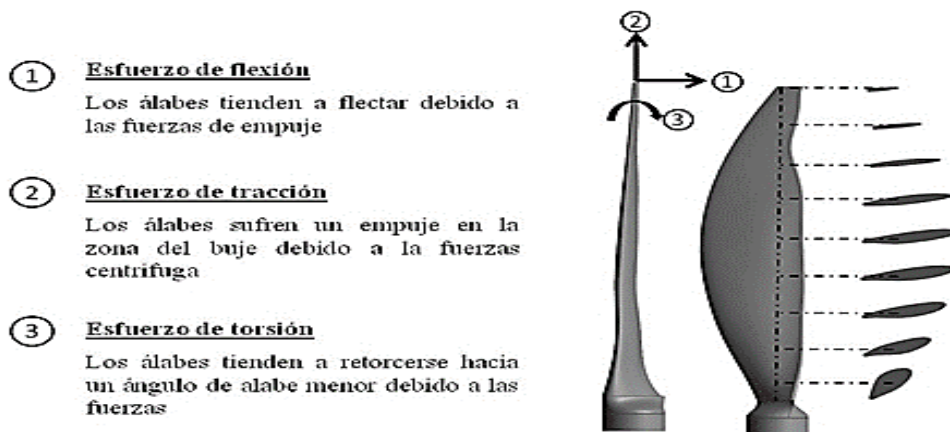 1 Esfuerzo de flexión
Los álabes tienden a flectar debido a
las fuerzas de empuje
2 Esfuerzo de tracción
Los álabes sufren un empuje en la
zona del buje debido a la fuerzas
centrifuga
3 Esfuerzo de torsión
Los álabes tienden a retorcerse hacia
un ángulo de alabe menor debido a las
fuerzas
2
1
3